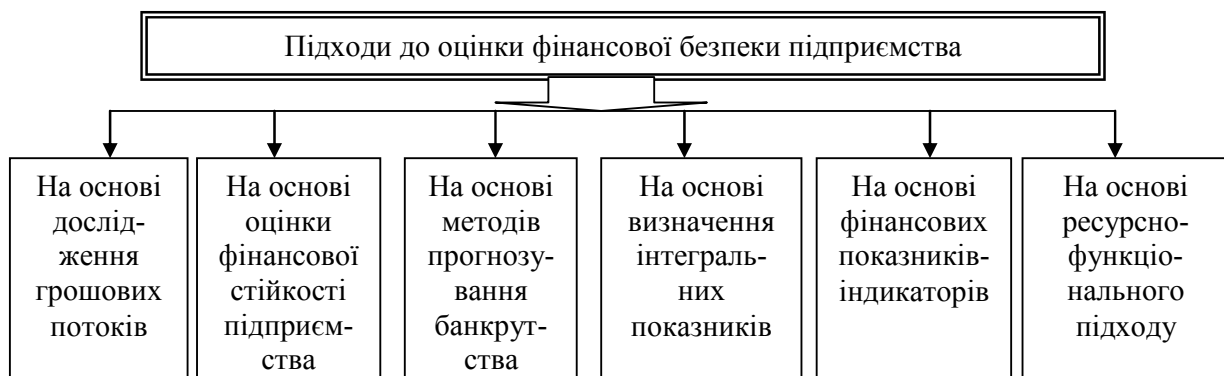 Підходи до оцінки фінансової безпеки підприємства
На основі
дослід-
ження
грошових
потоків
На основі
оцінки
фінансової
стійкості
підприєм-
ства
На основі
методів
прогнозу-
вання
банкрут-
ства
На основі
визначення
інтеграль-
них
показників
На основі
фінансових
показників-
індикаторів
На основі
ресурсно-
функціо-
нального
підходу